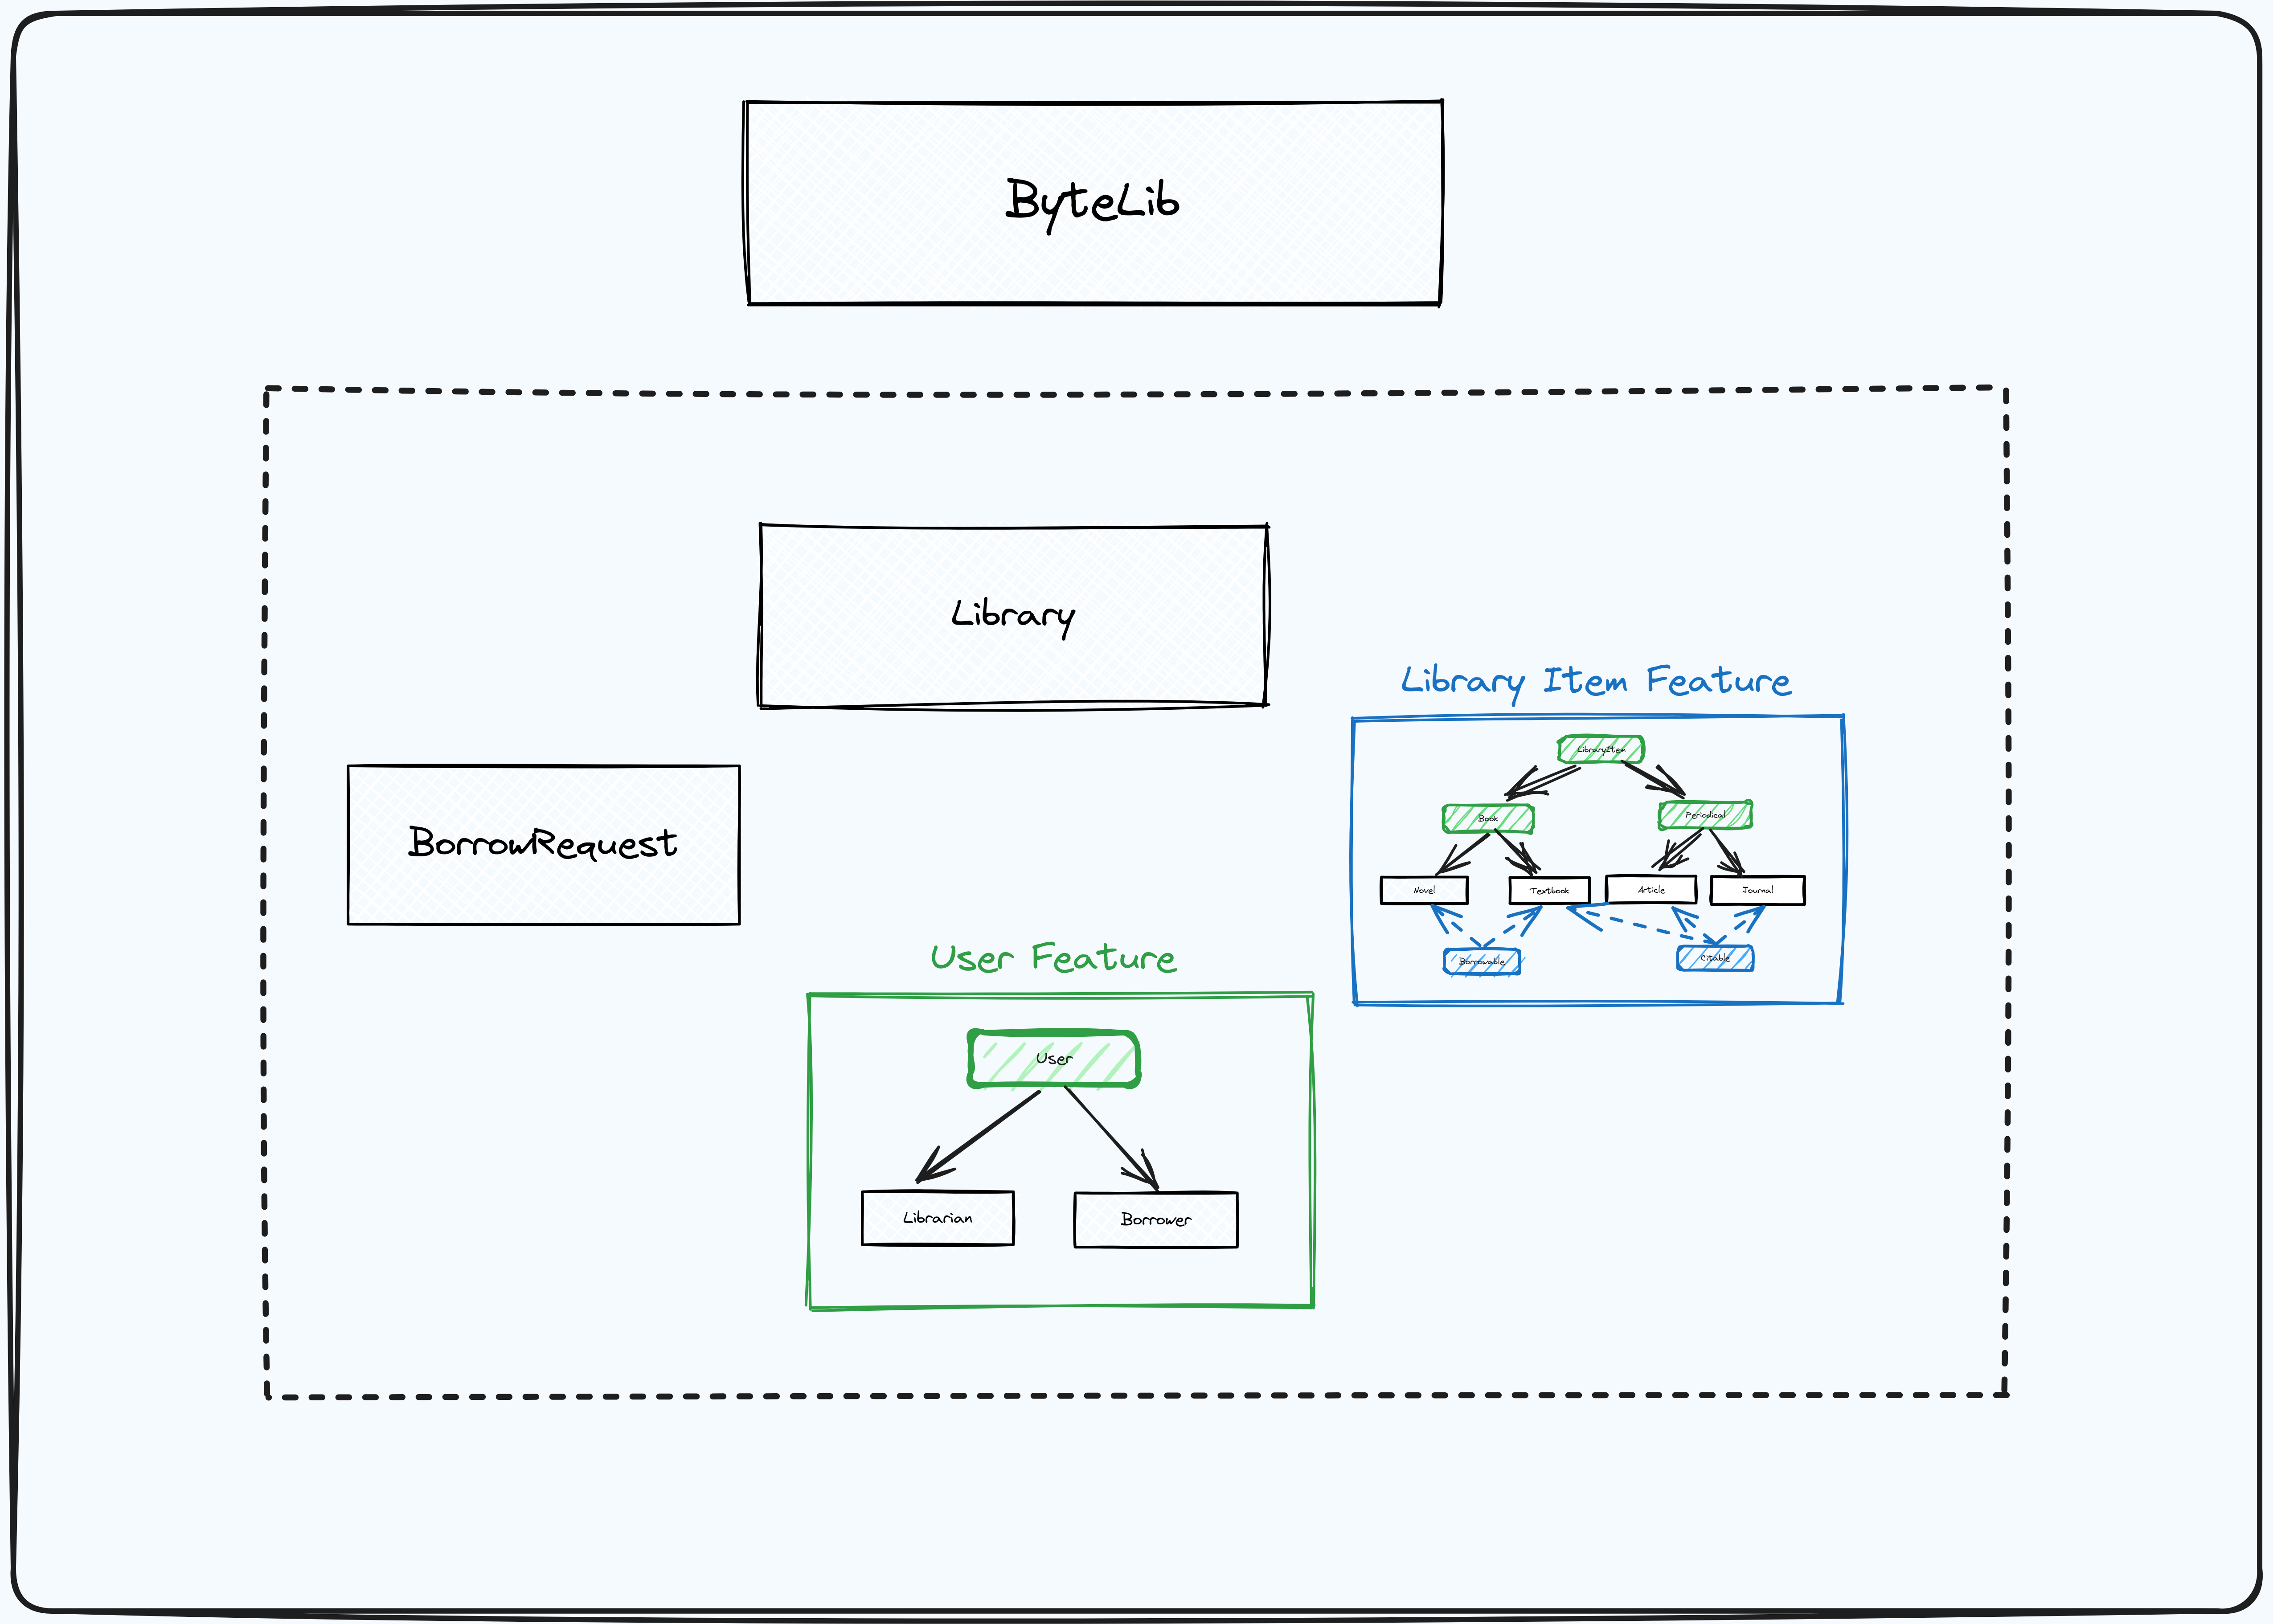 ByteLib
Library
Library Item Feature
LibraryItem
Book
Periodical
Novel
Textbook
Article
Journal
Borrowable
Citable
BorrowRequest
User Feature
User
Librarian
Borrower